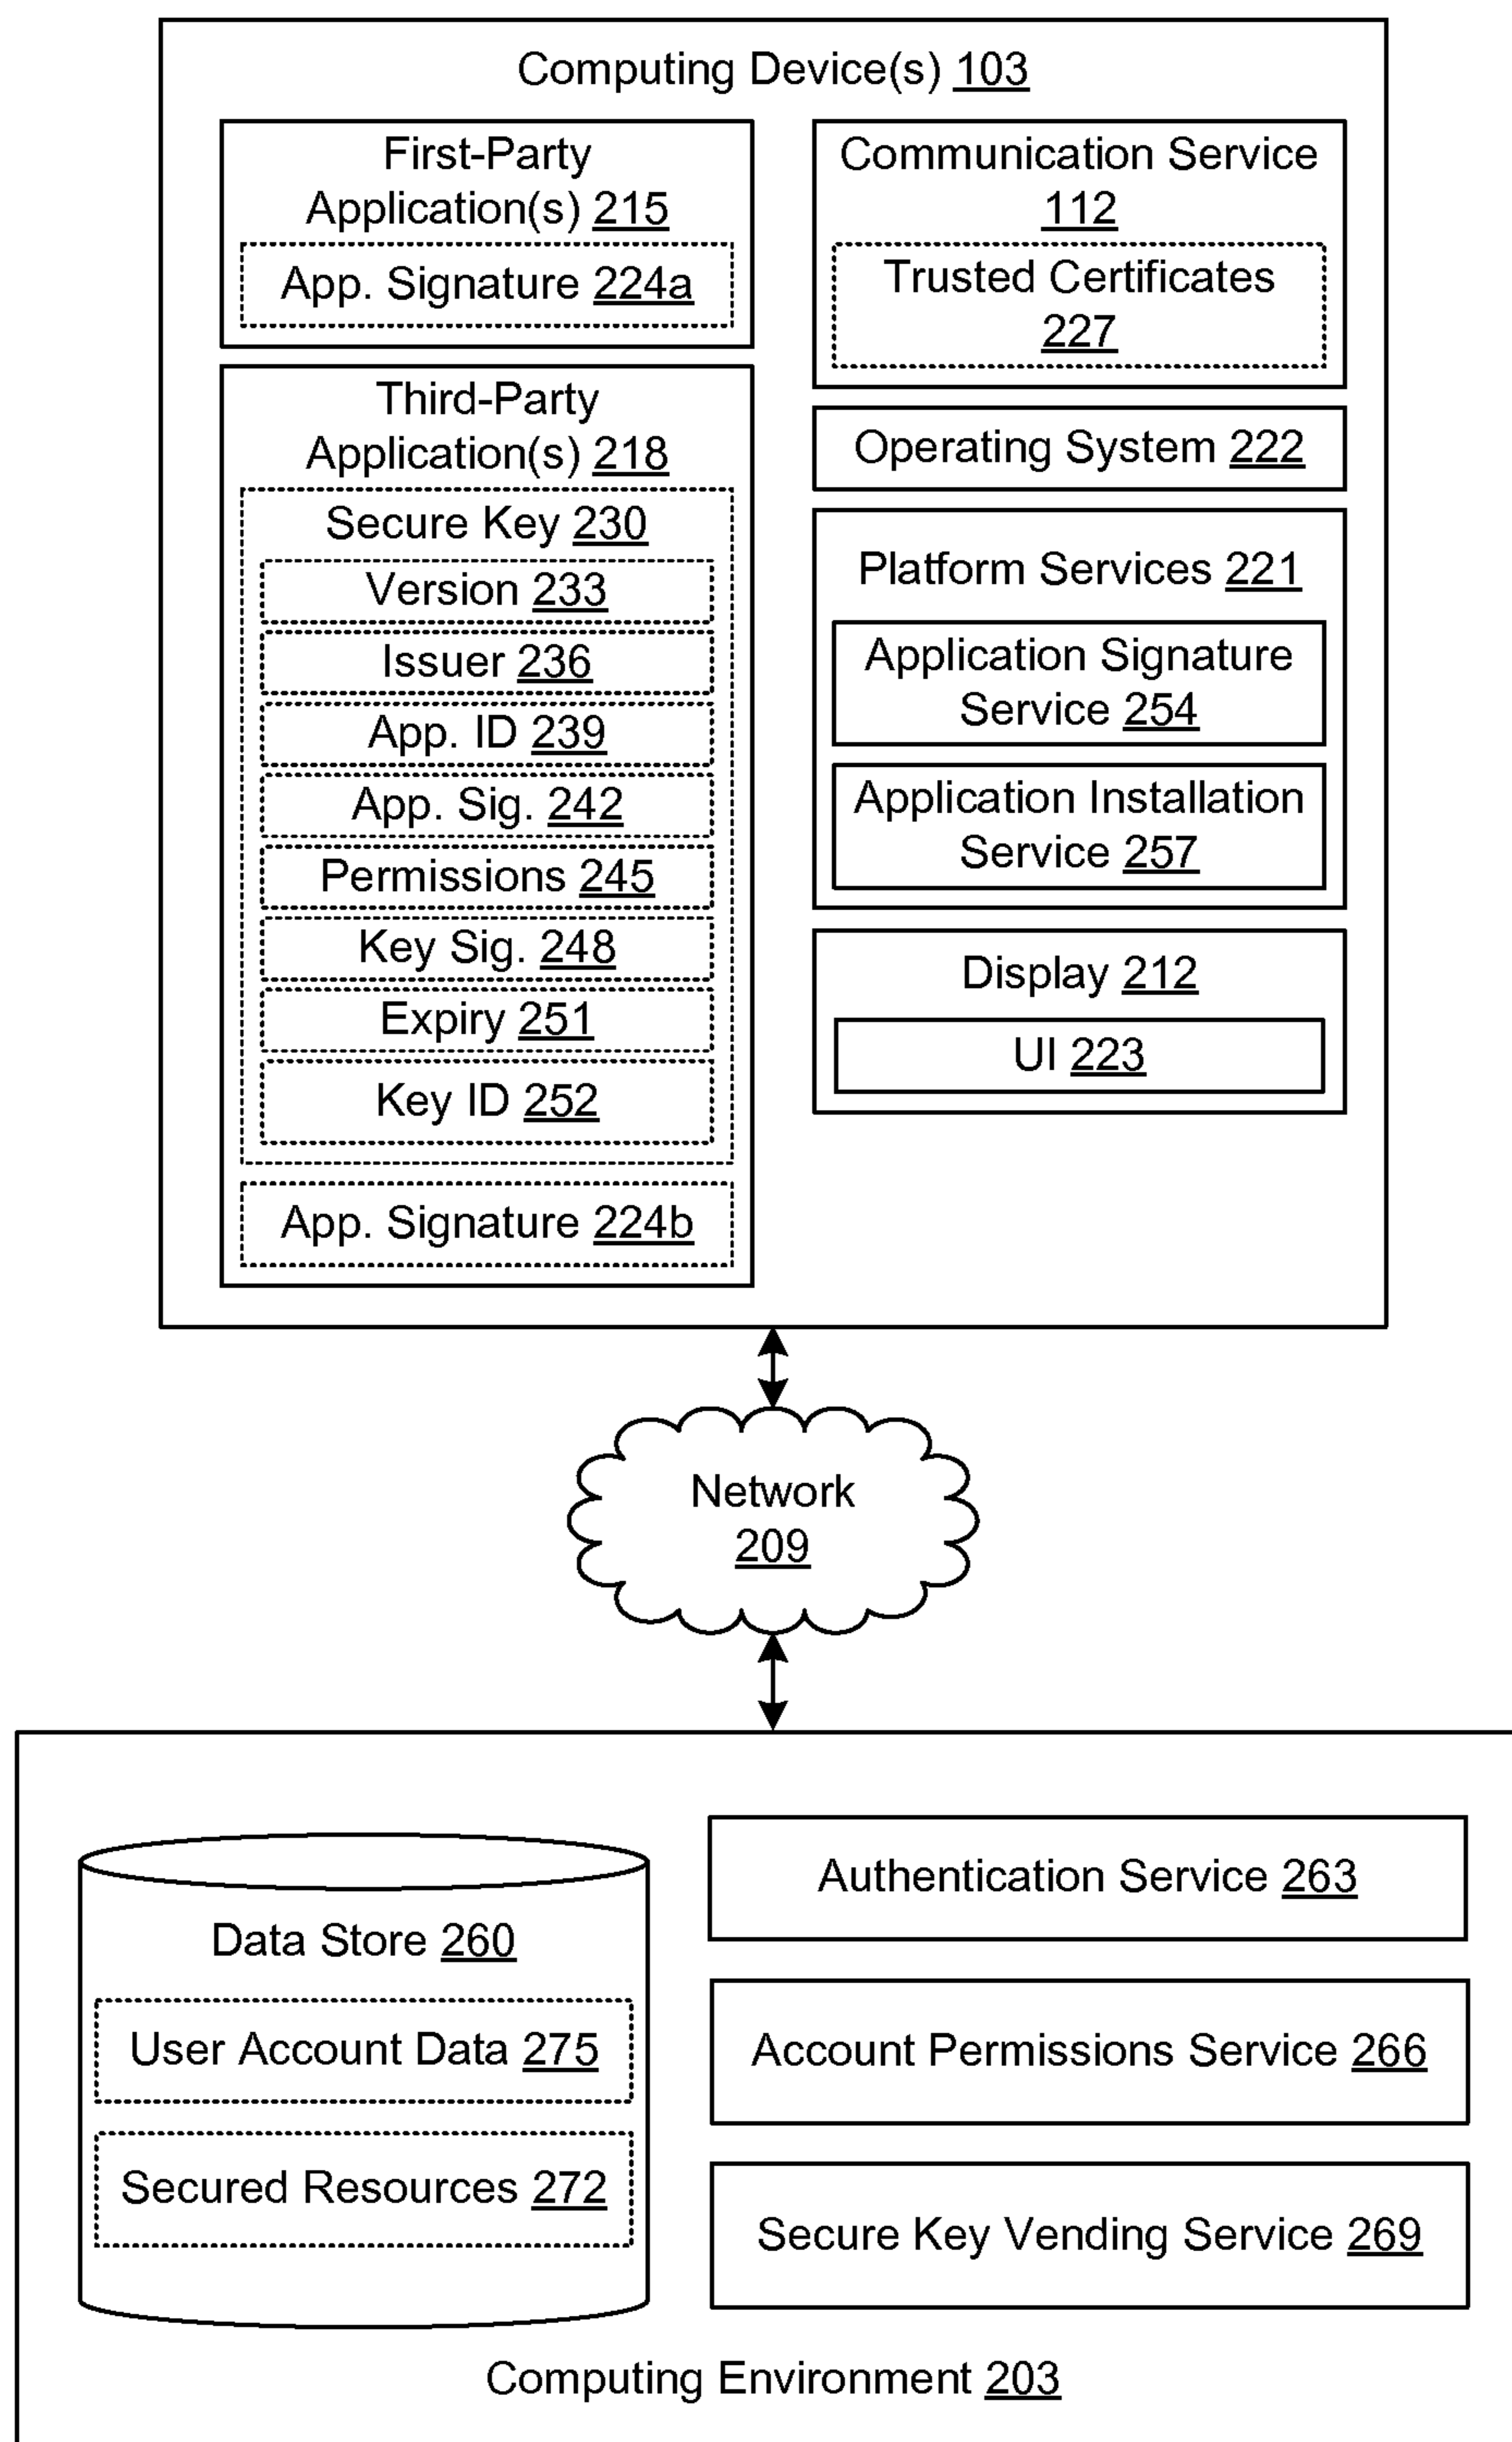 Computing Device(s) 103
First-Party
Application(s) 215
App. Signature 224a
Third-Party
Application(s) 218
Secure Key 230
Version 233
Issuer 236
App. ID 239
App. Sig. 242
Permissions 245
Key Sig. 248
Expiry 251
Key ID 252
App. Signature 224b
Communication Service
112
Trusted Certificates
227
Operating System 222
Platform Services 221
Application Signature
Service 254
Application Installation
Service 257
Display 212
UI 223
Network
209
Data Store 260
User Account Data 275
Secured Resources 272
Authentication Service 263
Account Permissions Service 266
Secure Key Vending Service 269
Computing Environment 203